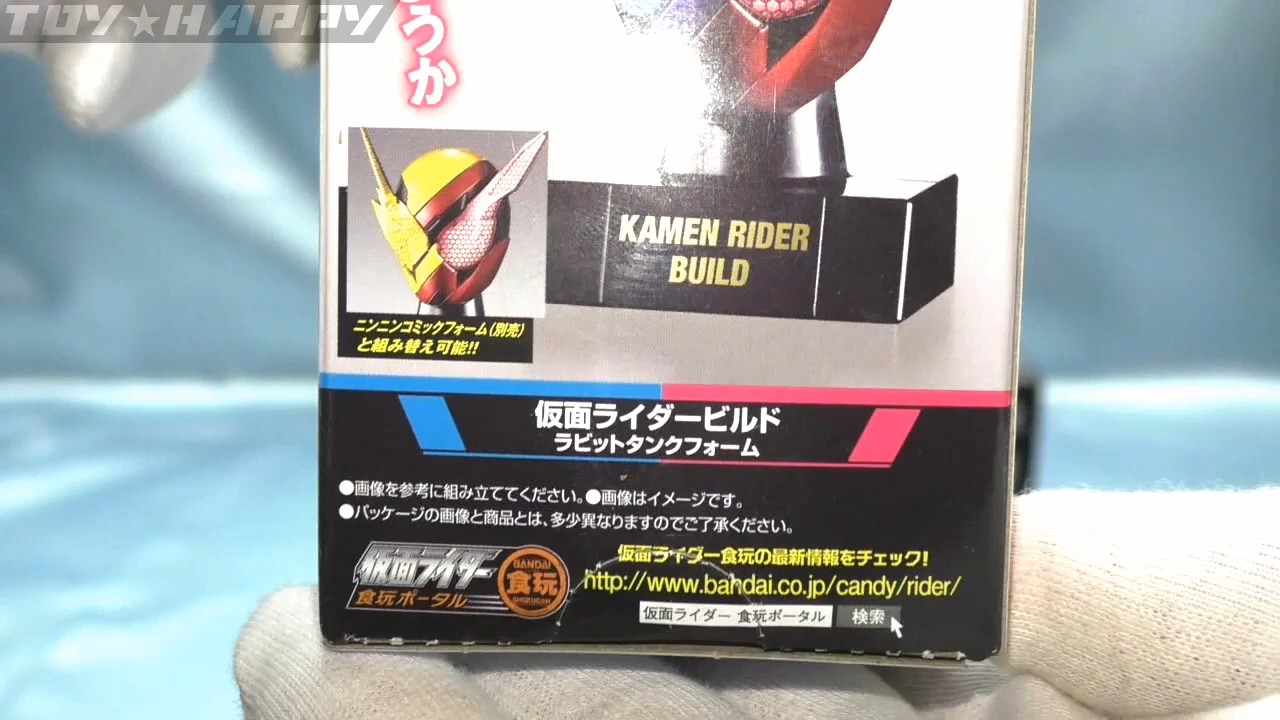 TOY★HAPPY
うか
KAMEN RIDER
BUILD
ニンニンコミックフォーム(別売)
と組み替え可能!!
仮面ライダービルド
ラビットタンクフォーム
●画像を参考に組み立ててください。●画像はイメージです。
●パッケージの画像と商品とは、多少異なりますのでご了承ください。
仮面ライダー
食玩ポータル
BANDAI
食玩
SHOKUGAN
仮面ライダー食玩の最新情報をチェック!
http://www.bandai.co.jp/candy/rider/
仮面ライダー 食玩ポータル 検索